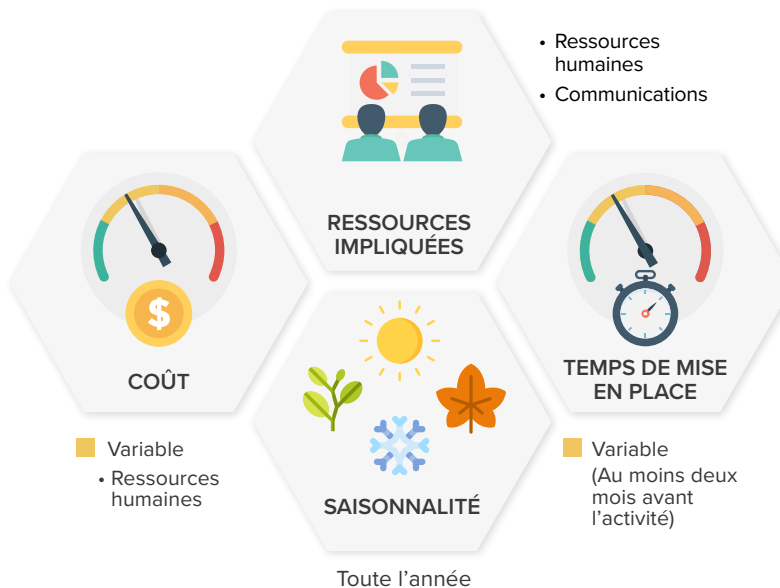 • Ressources
humaines
• Communications
RESSOURCES
IMPLIQUÉES
$
COÛT
Variable
• Ressources
humaines
TEMPS DE MISE
EN PLACE
Variable
(Au moins deux
mois avant
l’activité)
SAISONNALITÉ
Toute l’année